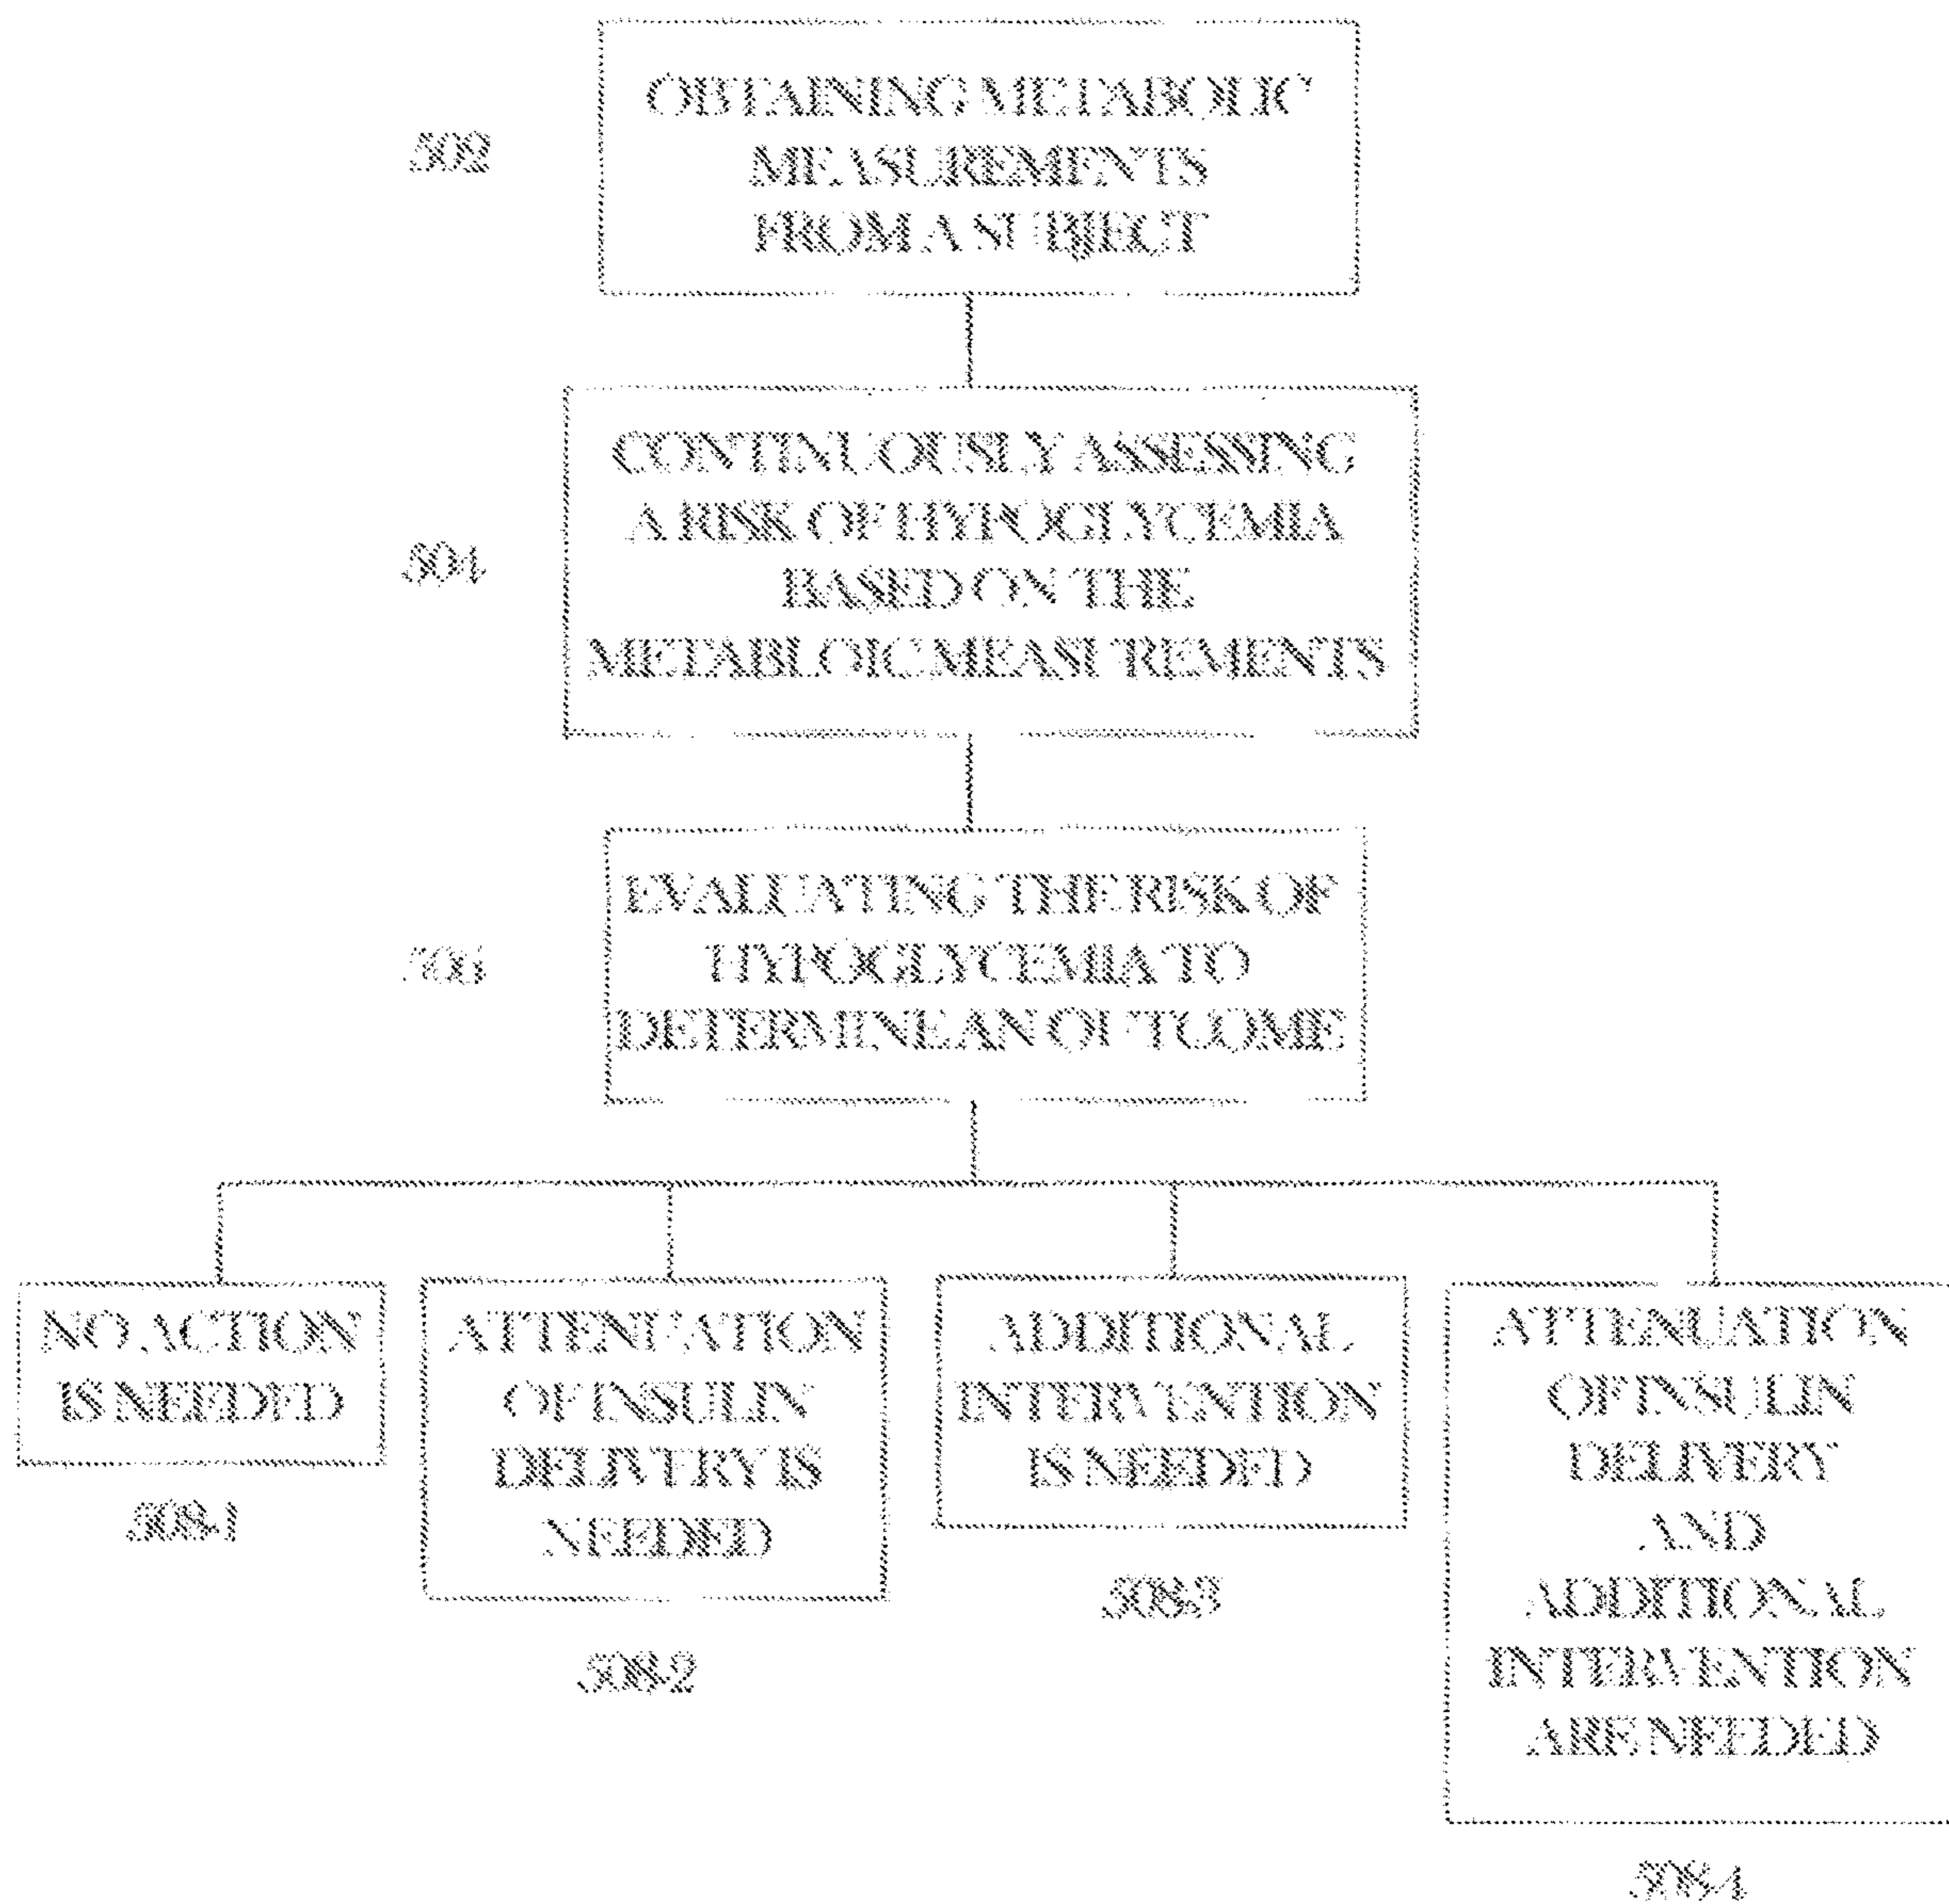 OBTAINING METABOLIC
MEASUREMENTS
FROM A SUBJECT
502
CONTINUOUSLY ASSESSING
A RISK OF HYPOGLYCEMIA
BASED ON THE
METABLOIC MEASUREMENTS
504
EVALUATING THE RISK OF
HYPOGLYCEMIA TO
DETERMINE AN OUTCOME
506
NO ACTION
IS NEEDED
508-1
ATTENUATION
OF INSULIN
DELIVERY IS
NEEDED
508-2
ADDITIONAL
INTERVENTION
IS NEEDED
508-3
ATTENUATION
OF INSULIN
DELIVERY
AND
ADDITIONAL
INTERVENTION
ARE NEEDED
508-4